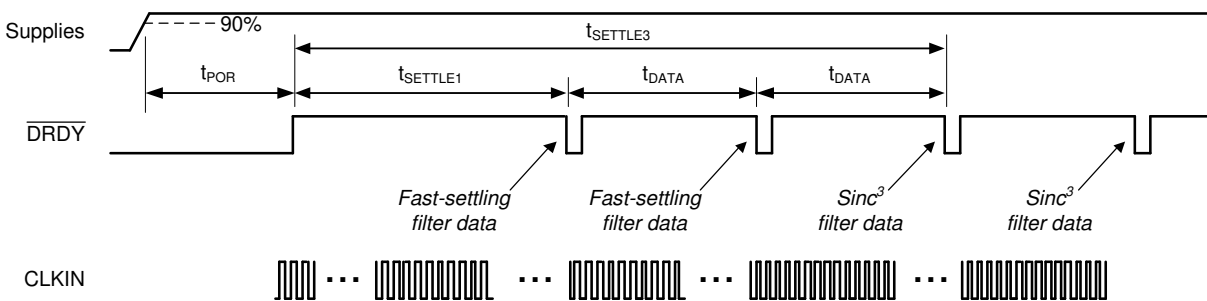 Supplies
90%
tSETTLE3
tPOR
tSETTLE1
tDATA
tDATA
DRDY
Fast-settling
filter data
Fast-settling
filter data
Sinc³
filter data
Sinc³
filter data
CLKIN